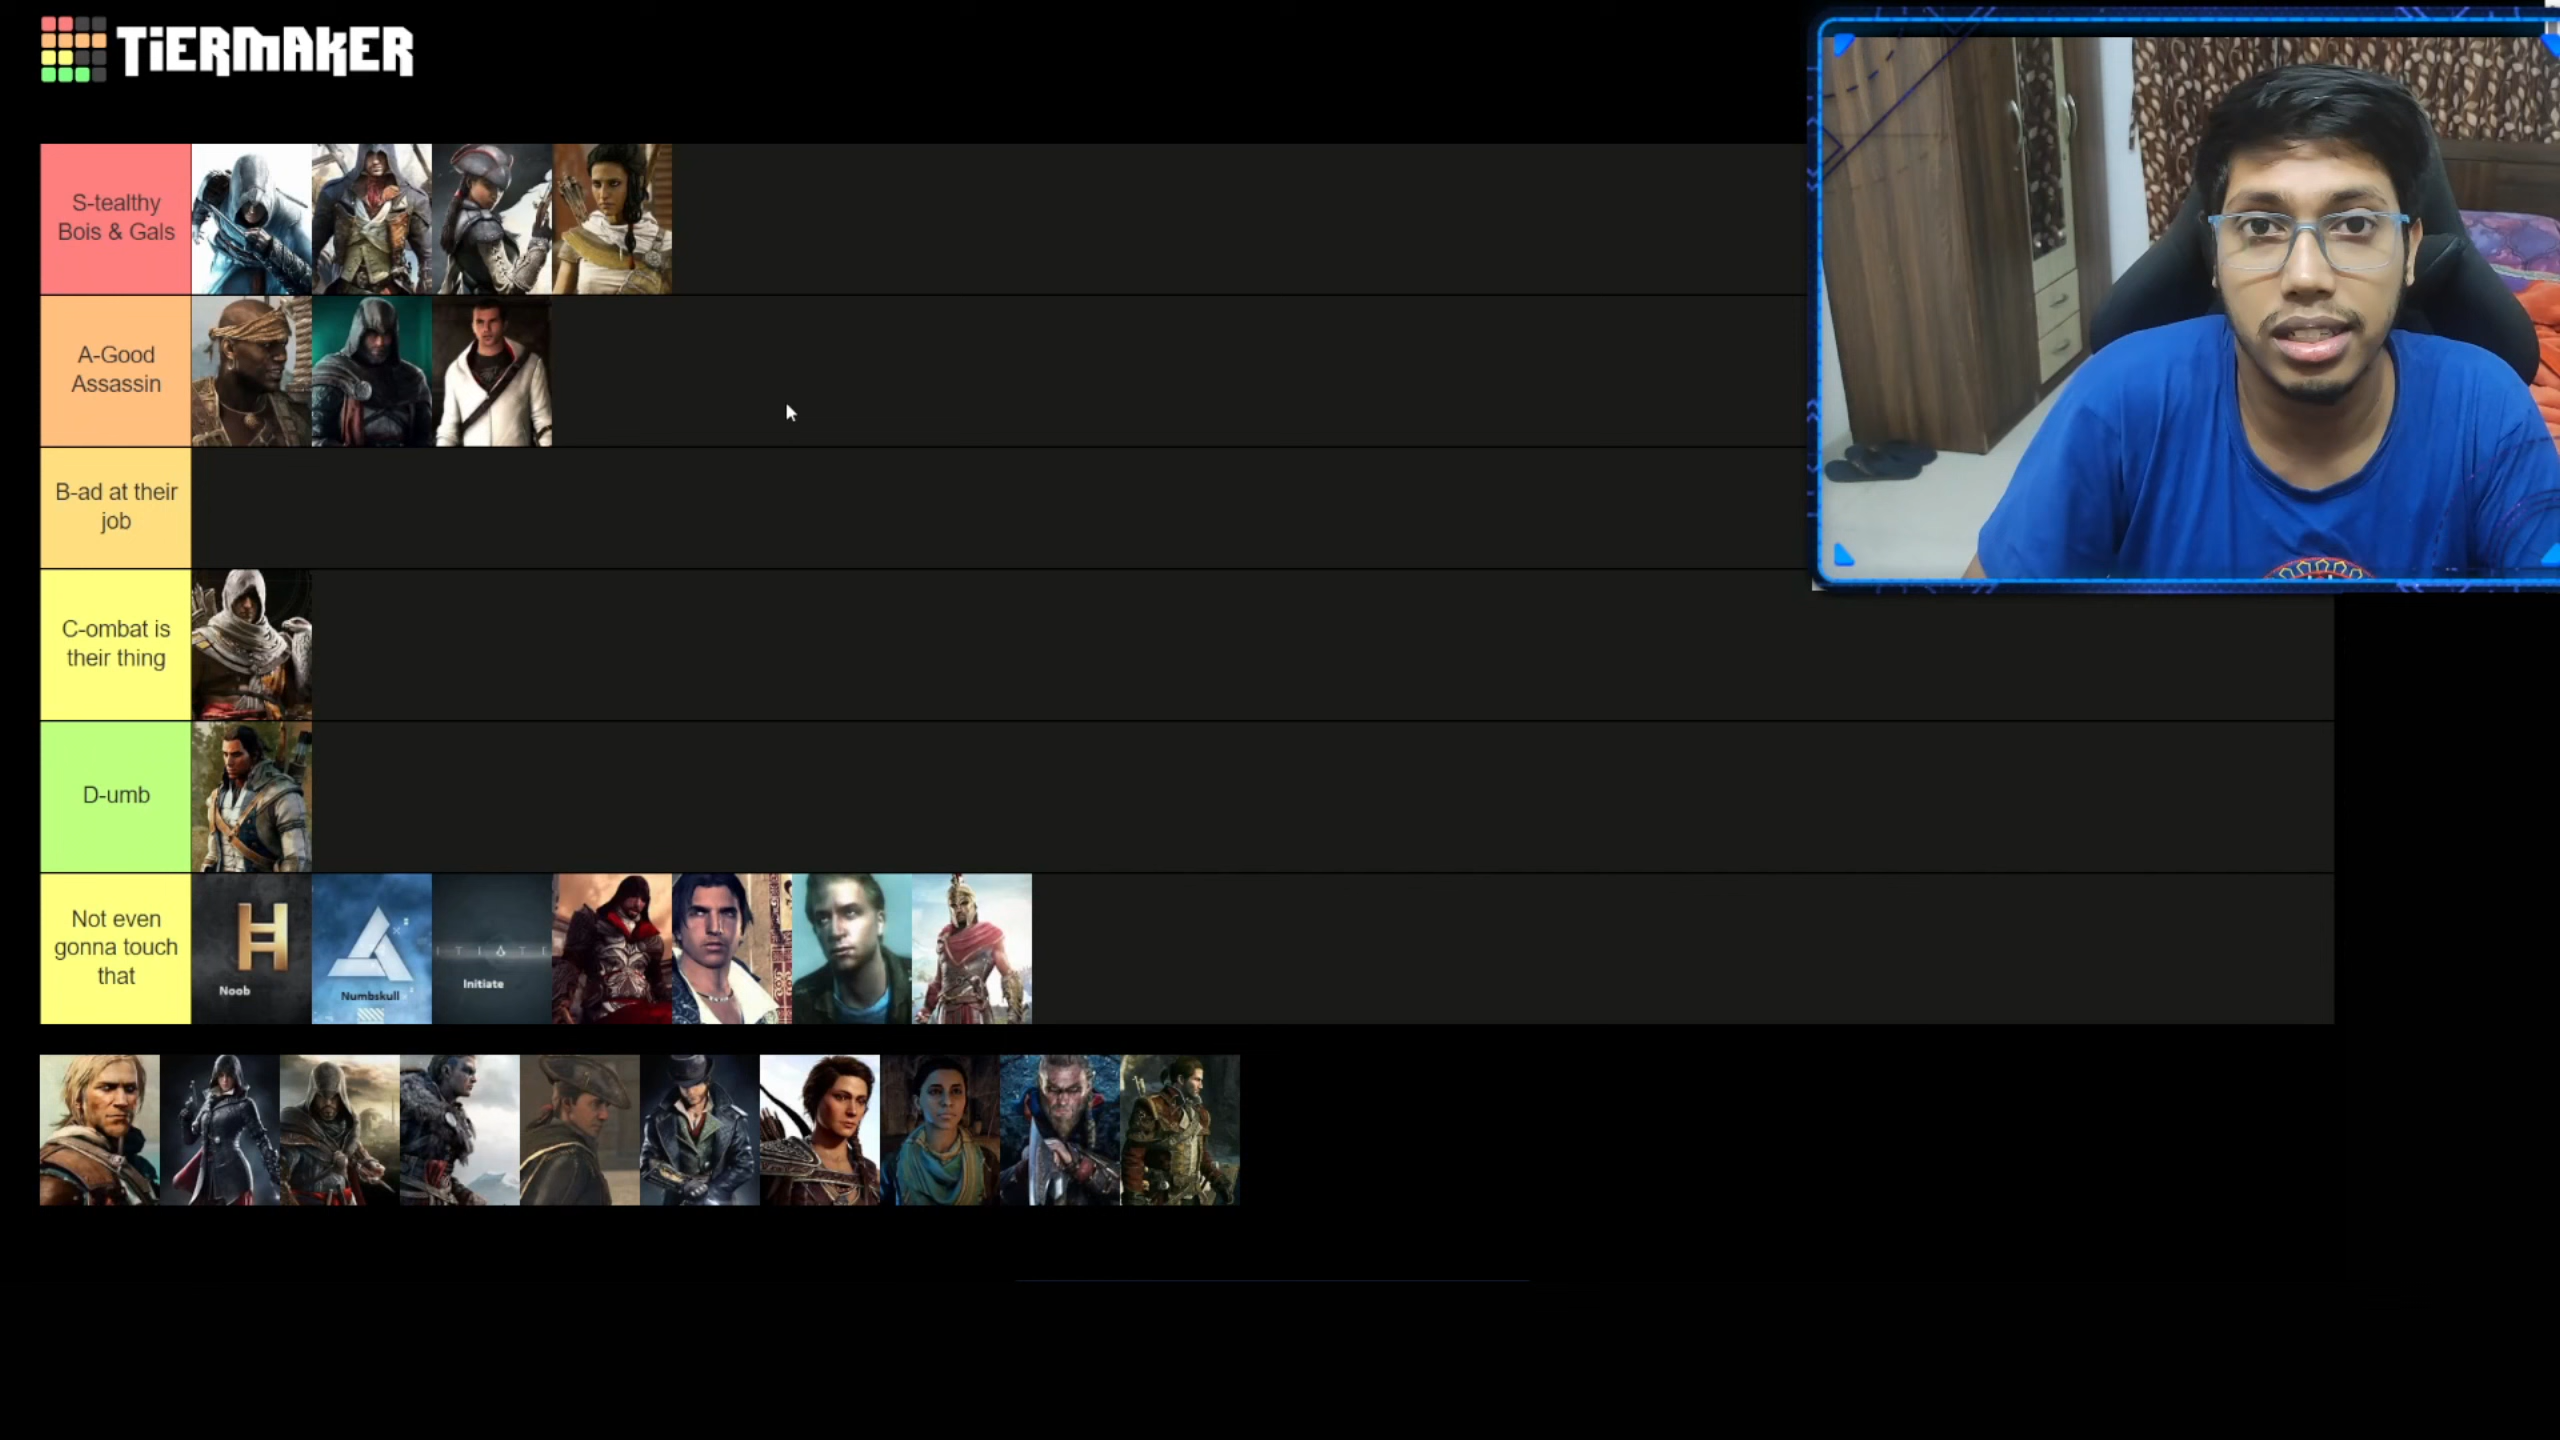 TiERMAKER
S-tealthy
Bois & Gals
A-Good
Assassin
B-ad at their
job
C-ombat is
their thing
D-umb
Not even
gonna touch
that
Noob
Numbskull
Initiate